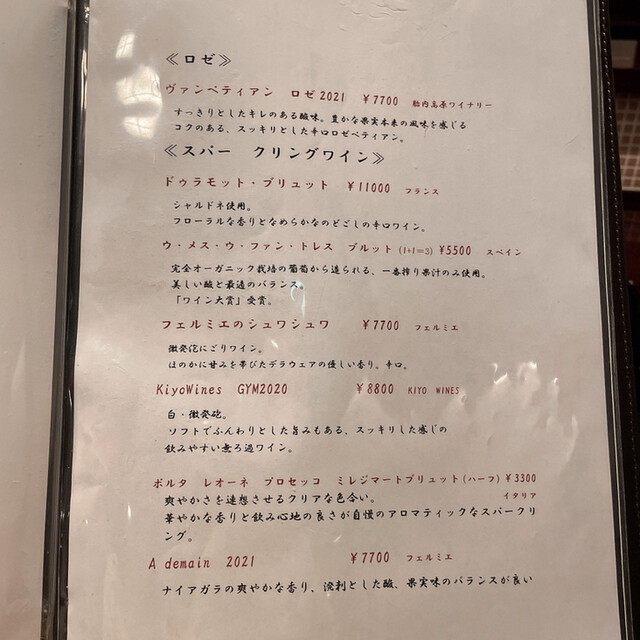 ≪ロゼ≫
ヴァンペティアン ロゼ2021 ¥7700 胎内高原ワイナリー
すっきりとしたキレのある酸味。豊かな果実本来の風味を感じる
コクのある、スッキリとした辛口ロゼペティアン。
≪スパー クリングワイン≫
ドゥラモット・ブリュット ¥11000 フランス
シャルドネ使用。
フローラルな香りとなめらかなのどごしの辛口ワイン。
ウ・メス・ウ・ファン・トレス ブルット(1+1=3) ¥5500 スペイン
完全オーガニック栽培の葡萄から造られる、一番搾り果汁のみ使用。
美しい酸と最適のバランス。
「ワイン大賞」受賞。
フェルミエのシュワシュワ ¥7700 フェルミエ
微発泡にごりワイン。
ほのかに甘みを帯びたデラウェアの優しい香り。辛口。
KiyoWines GYM2020 ¥8800 KIYO WINES
白・微発砲。
ソフトでふんわりとした旨みもある、スッキリした感じの
飲みやすい煮ろ過ワイン。
ポルタ レオーネ プロセッコ ミレジマートブリュット(ハーフ) ¥3300
爽やかさを連想させるクリアな色合い。 イタリア
華やかな香りと飲み心地の良さが自慢のアロマティックなスパークリ
ング。
A demain 2021 ¥7700 フェルミエ
ナイアガラの爽やかな香り、溌剌とした酸、果実味のバランスが良い